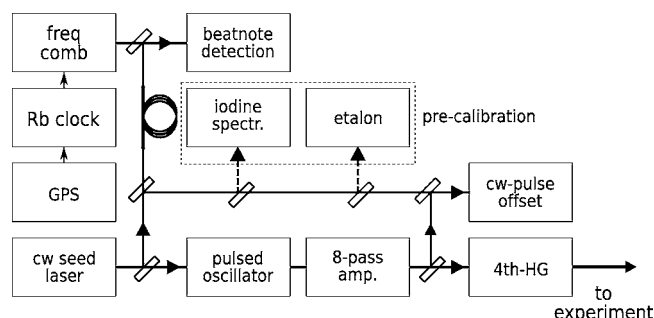 freq
comb
beatnote
detection
Rb clock
iodine
spectr.
etalon
pre-calibration
GPS
cw-pulse
offset
cw seed
laser
pulsed
oscillator
8-pass
amp.
4th-HG
to
experiment